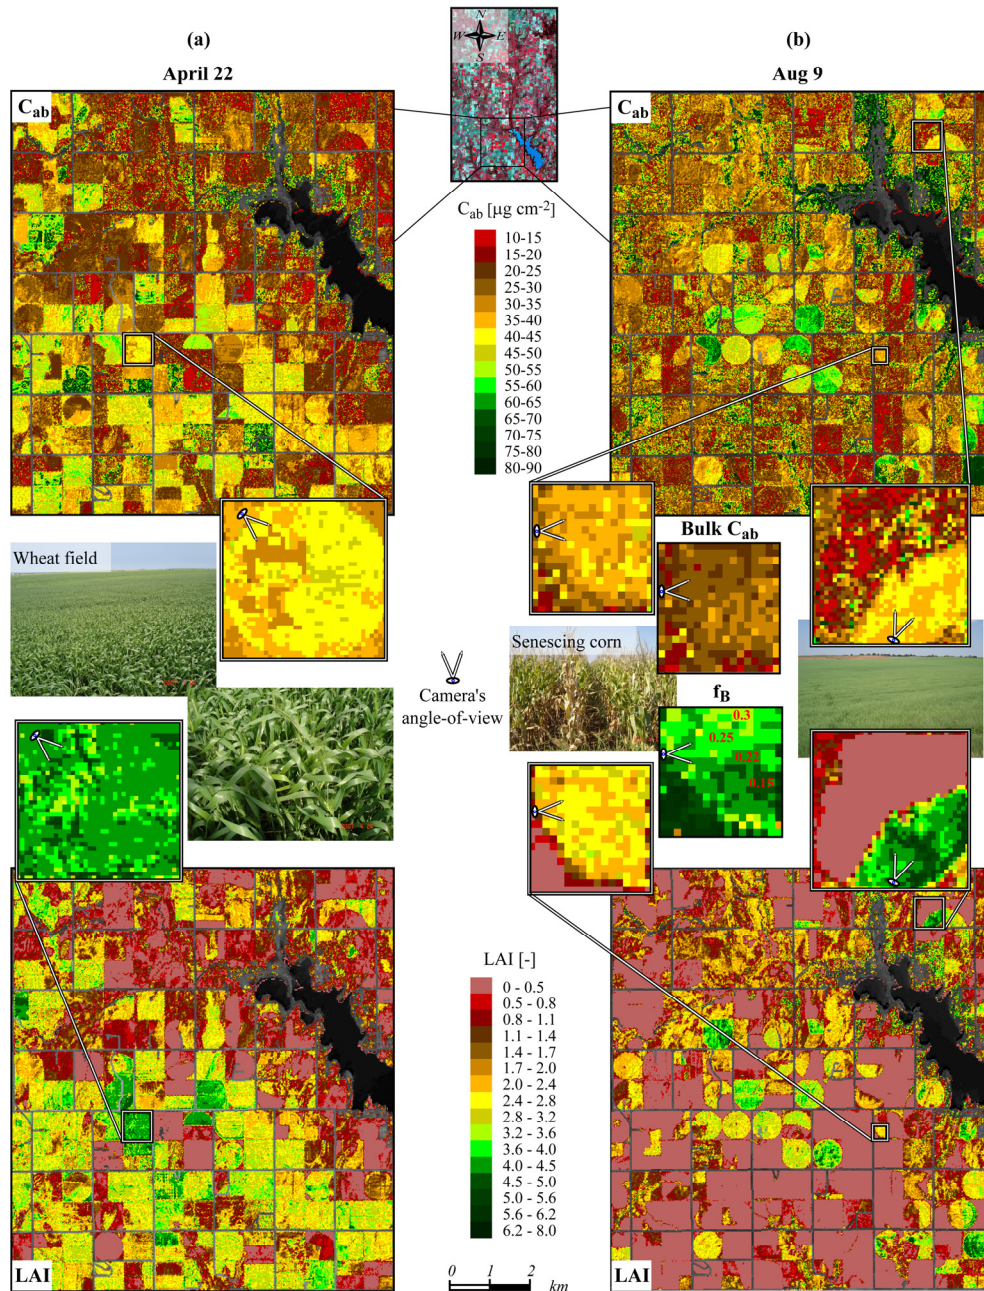 (a)
April 22
N
W E
S
(b)
Aug 9
Cab
Cab
Cab [μg cm-2]
10-15
15-20
20-25
25-30
30-35
35-40
40-45
45-50
50-55
55-60
60-65
65-70
70-75
75-80
80-90
Bulk Cab
Wheat field
Senescing corn
Camera's
angle-of-view
fB
0.3
0.25
0.22
0.18
LAI [-]
0 - 0.5
0.5 - 0.8
0.8 - 1.1
1.1 - 1.4
1.4 - 1.7
1.7 - 2.0
2.0 - 2.4
2.4 - 2.8
2.8 - 3.2
3.2 - 3.6
3.6 - 4.0
4.0 - 4.5
4.5 - 5.0
5.0 - 5.6
5.6 - 6.2
6.2 - 8.0
LAI
LAI
0 1 2
km